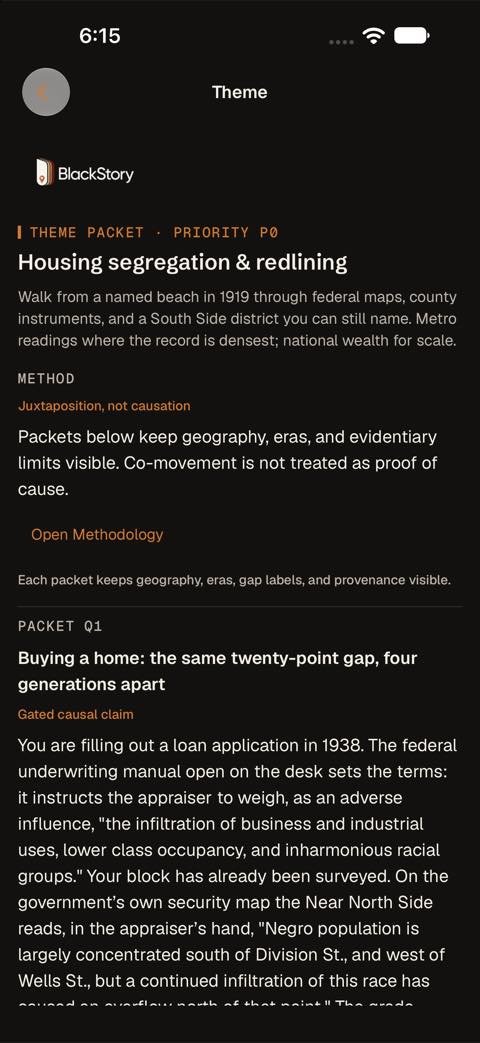 6:15
Theme
BlackStory
THEME PACKET · PRIORITY P0
Housing segregation & redlining
Walk from a named beach in 1919 through federal maps, county
instruments, and a South Side district you can still name. Metro
readings where the record is densest; national wealth for scale.
METHOD
Juxtaposition, not causation
Packets below keep geography, eras, and evidentiary
limits visible. Co-movement is not treated as proof of
cause.
Open Methodology
Each packet keeps geography, eras, gap labels, and provenance visible.
PACKET Q1
Buying a home: the same twenty-point gap, four
generations apart
Gated causal claim
You are filling out a loan application in 1938. The federal
underwriting manual open on the desk sets the terms:
it instructs the appraiser to weigh, as an adverse
influence, "the infiltration of business and industrial
uses, lower class occupancy, and inharmonious racial
groups." Your block has already been surveyed. On the
government’s own security map the Near North Side
reads, in the appraiser’s hand, "Negro population is
largely concentrated south of Division St., and west of
Wells St., but a continued infiltration of this race has
caused an overflow north of that point." The grade